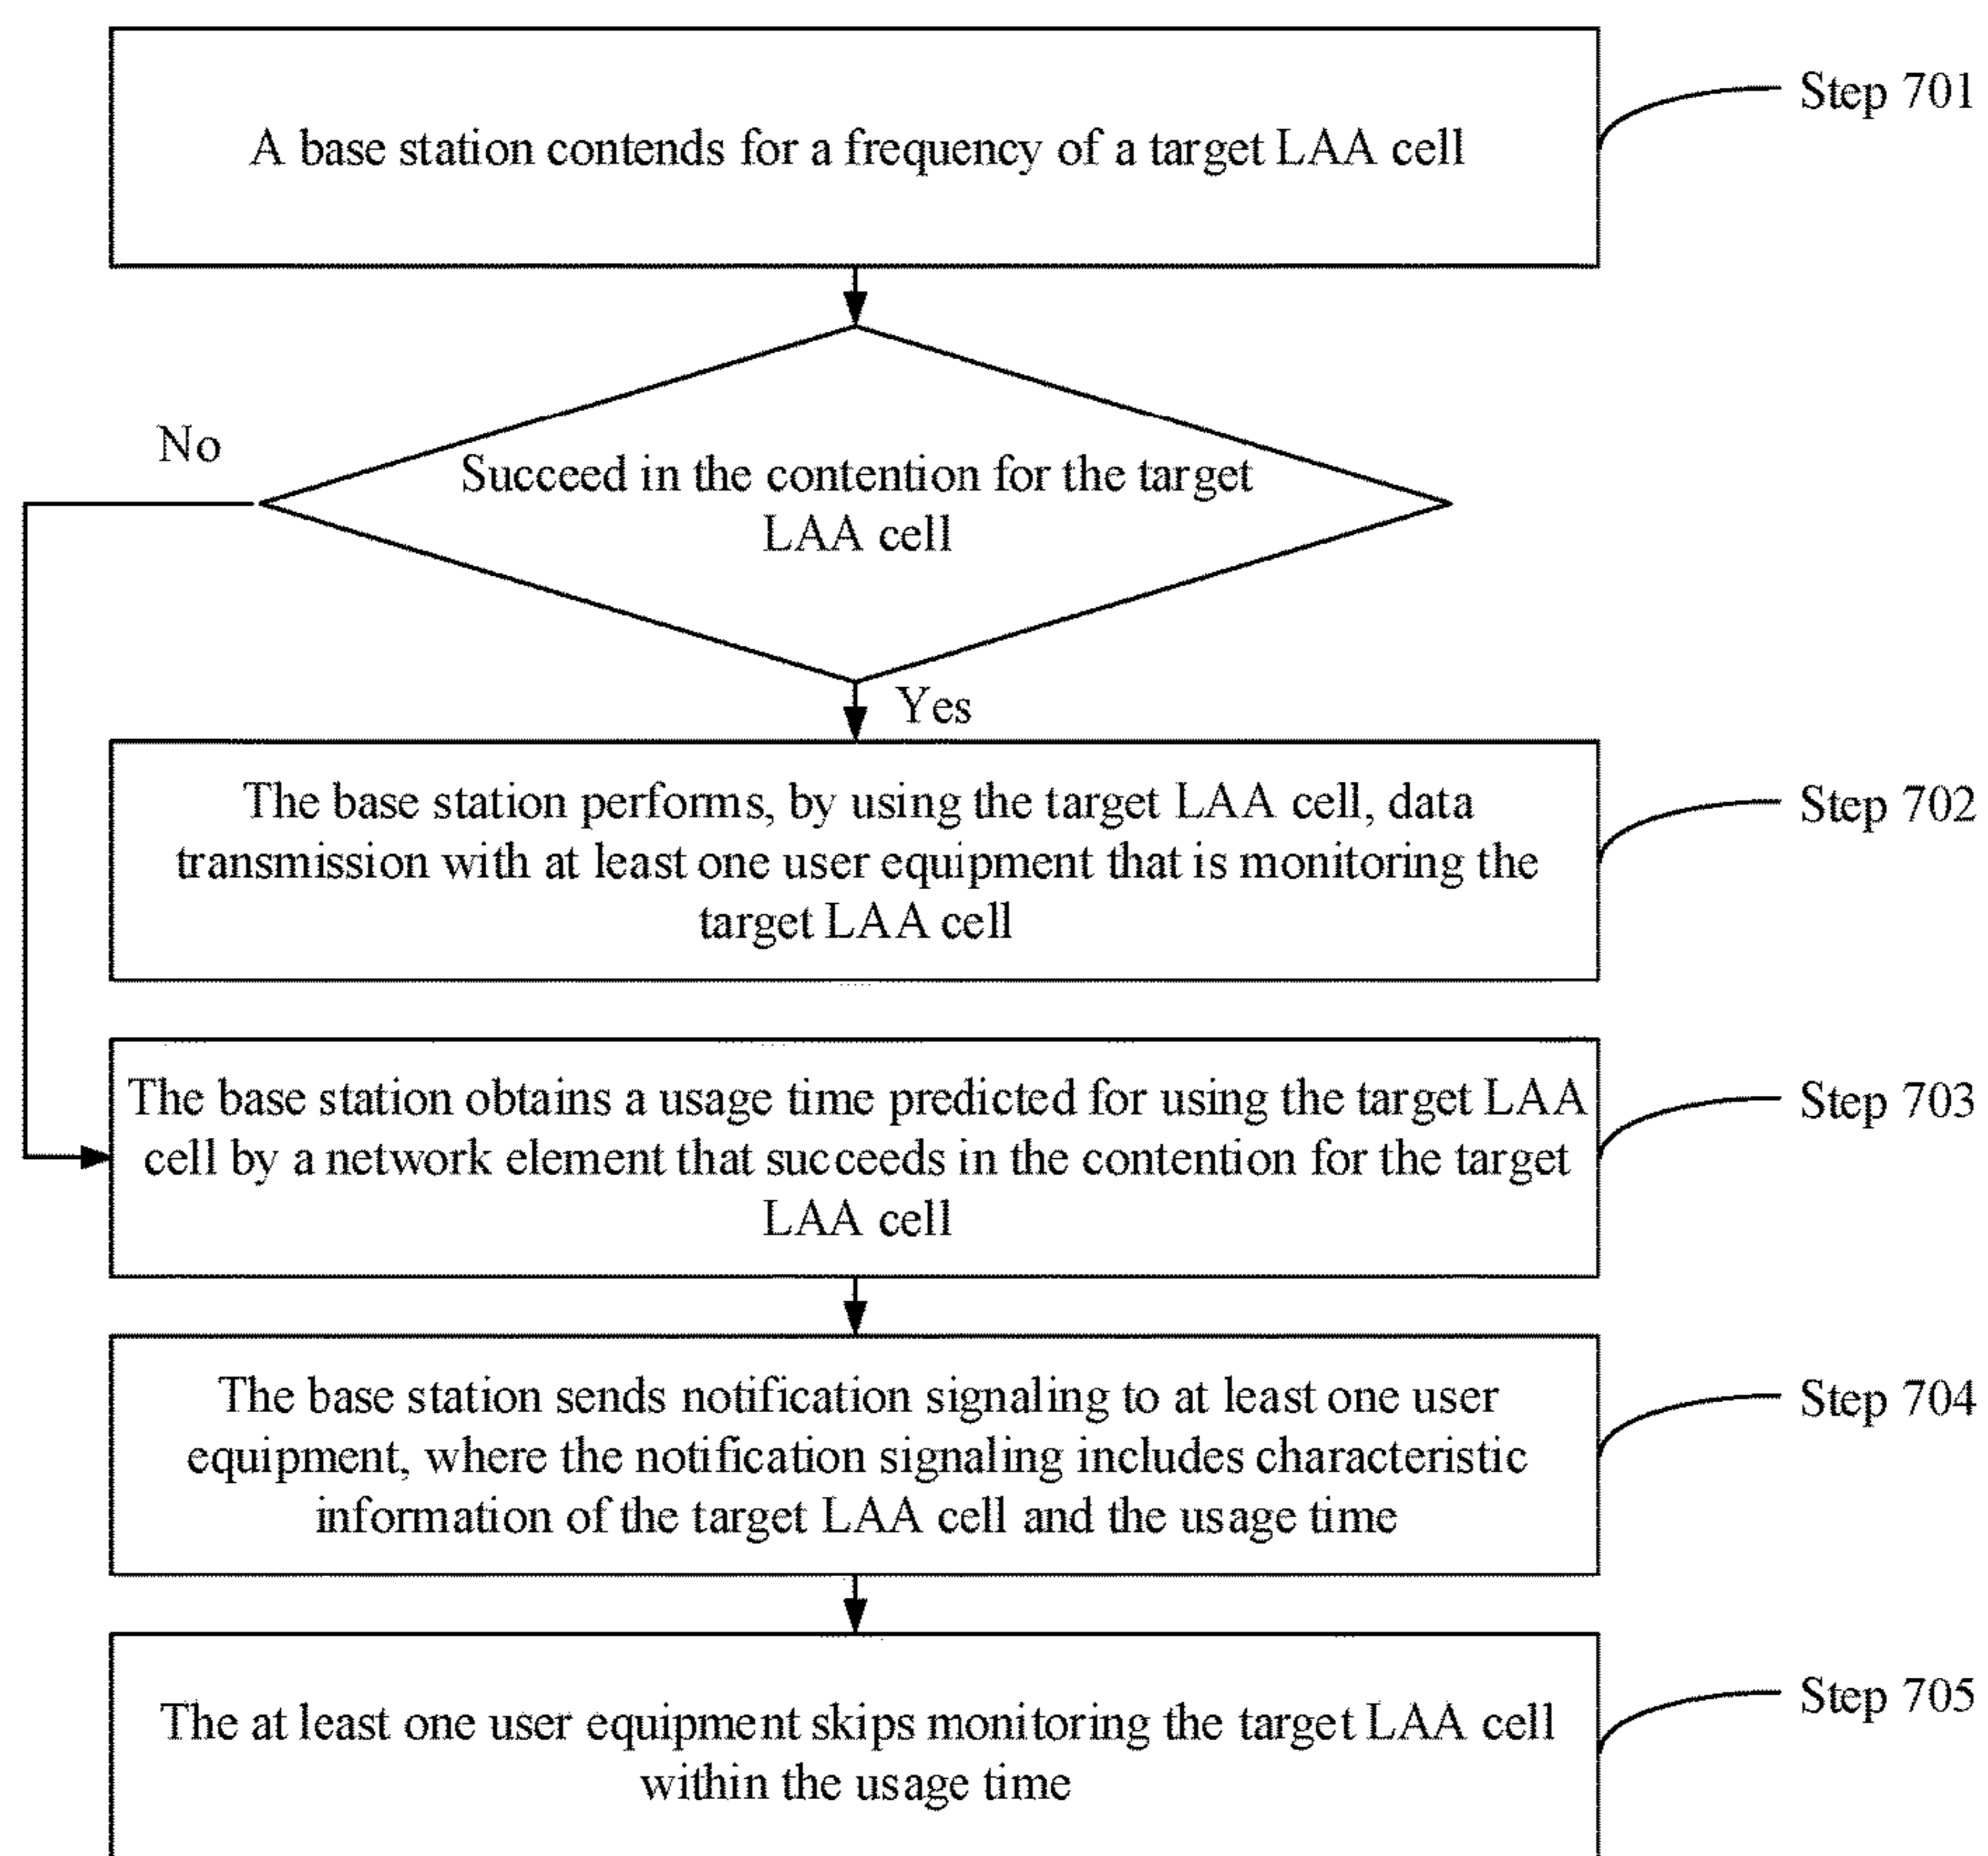 A base station contends for a frequency of a target LAA cell
Step 701
Succeed in the contention for the target
LAA cell
No
Yes
The base station performs, by using the target LAA cell, data
transmission with at least one user equipment that is monitoring the
target LAA cell
Step 702
The base station obtains a usage time predicted for using the target LAA
cell by a network element that succeeds in the contention for the target
LAA cell
Step 703
The base station sends notification signaling to at least one user
equipment, where the notification signaling includes characteristic
information of the target LAA cell and the usage time
Step 704
The at least one user equipment skips monitoring the target LAA cell
within the usage time
Step 705